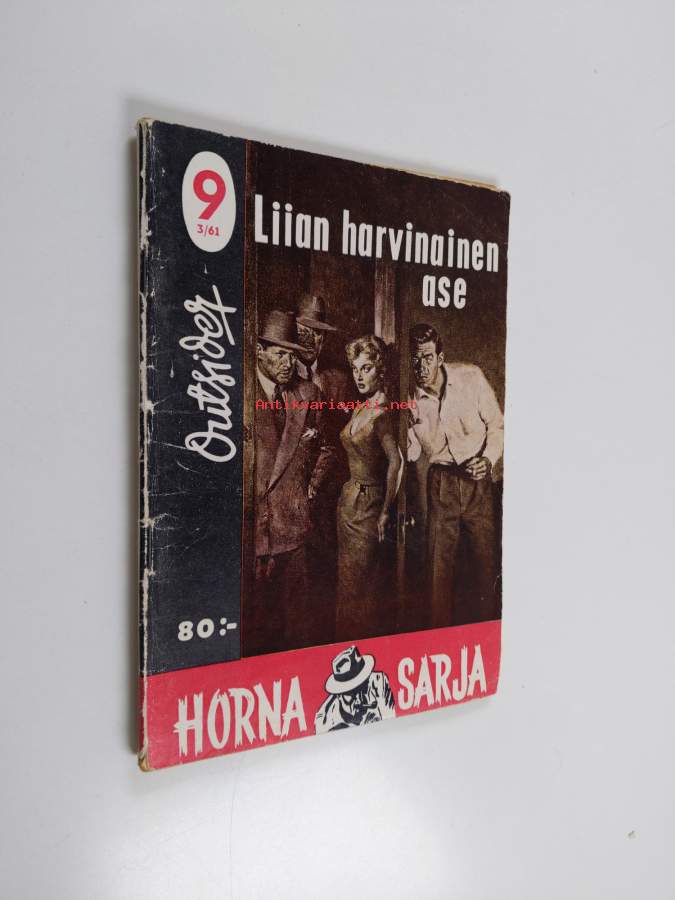 9
3/61
Outsider
Liian harvinainen
ase
Antikvariaatti.net
80:-
HORNA SARJA